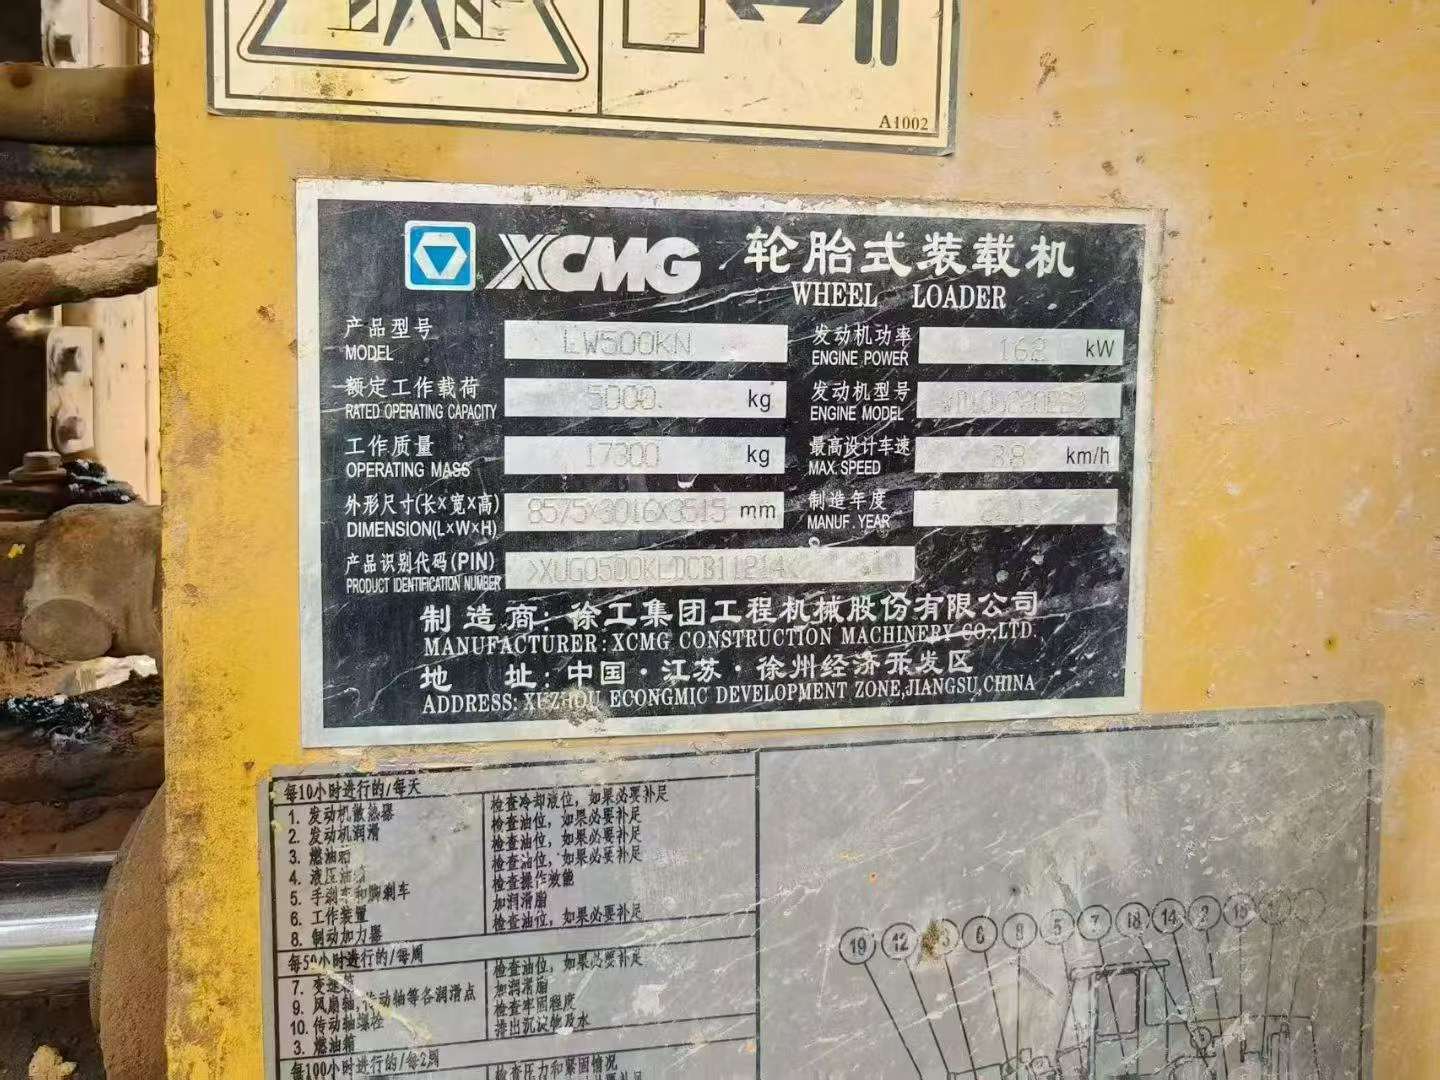 A1002
XCMG 轮胎式装载机
WHEEL LOADER
产品型号 LW500KN 发动机功率 162 kW
MODEL ENGINE POWER
额定工作载荷 5000 kg 发动机型号
RATED OPERATING CAPACITY ENGINE MODEL
工作质量 17300 kg 最高设计车速 38 km/h
OPERATING MASS MAX. SPEED
外形尺寸(长×宽×高) 8575×3016×3515 mm 制造年度
DIMENSION(L×W×H) MANUF. YEAR
产品识别代码(PIN)
PRODUCT IDENTIFICATION NUMBER
制造商: 徐工集团工程机械股份有限公司
MANUFACTURER: XCMG CONSTRUCTION MACHINERY CO.,LTD.
地址: 中国·江苏·徐州经济开发区
ADDRESS: XUZHOU ECONGMIC DEVELOPMENT ZONE,JIANGSU,CHINA
每10小时进行的/每天
1. 发动机散热器 检查冷却液位，如果必要补足
2. 发动机润滑 检查油位，如果必要补足
3. 燃油箱 检查油位，如果必要补足
4. 液压油箱 检查油位，如果必要补足
5. 手刹车和脚刹车 检查操作效能
6. 工作装置 加润滑脂
8. 制动加力器 检查油位，如果必要补足
每50小时进行的/每周
7. 变速箱 检查油位，如果必要补足
9. 风扇轴,传动轴等各润滑点 加润滑脂
10. 传动轴螺栓 检查牢固程度
3. 燃油箱 排出沉淀物及水
每100小时进行的/每2周
检查压力和紧固情况
19 12 6 8 5 7 18 14 2